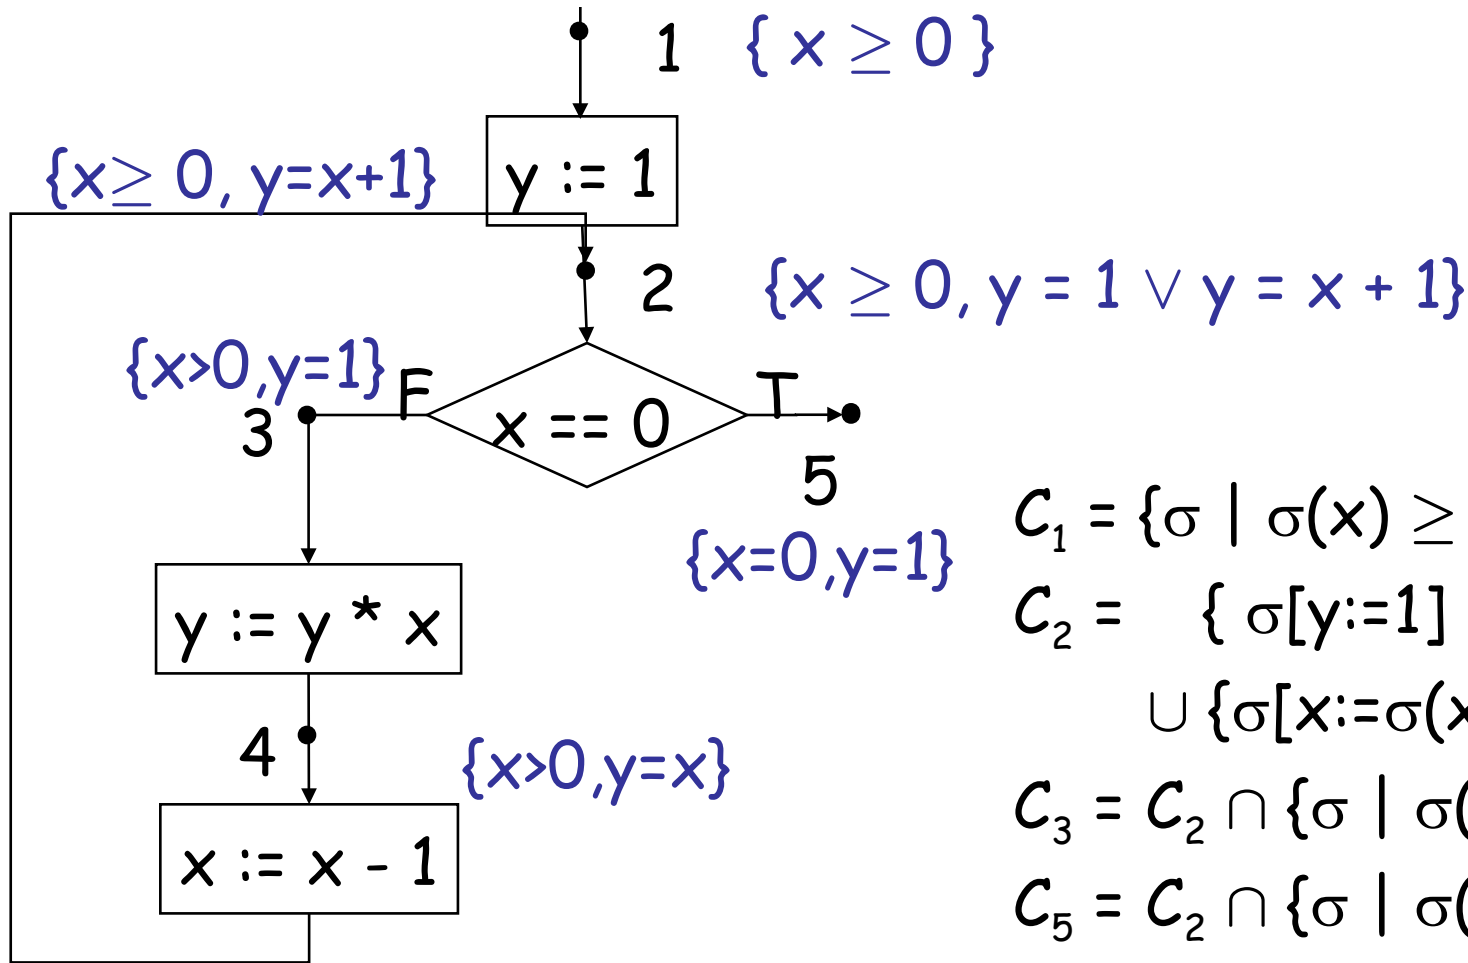 1 { x ≥ 0 }
y := 1
{x≥ 0, y=x+1}
2 {x ≥ 0, y = 1 ∨ y = x + 1}
{x>0,y=1}
F
T
x == 0
3
5
{x=0,y=1}
C1 = {σ | σ(x) ≥
y := y * x
C2 = { σ[y:=1]
∪ {σ[x:=σ(x
4
{x>0,y=x}
C3 = C2 ∩ {σ | σ(
x := x - 1
C5 = C2 ∩ {σ | σ(